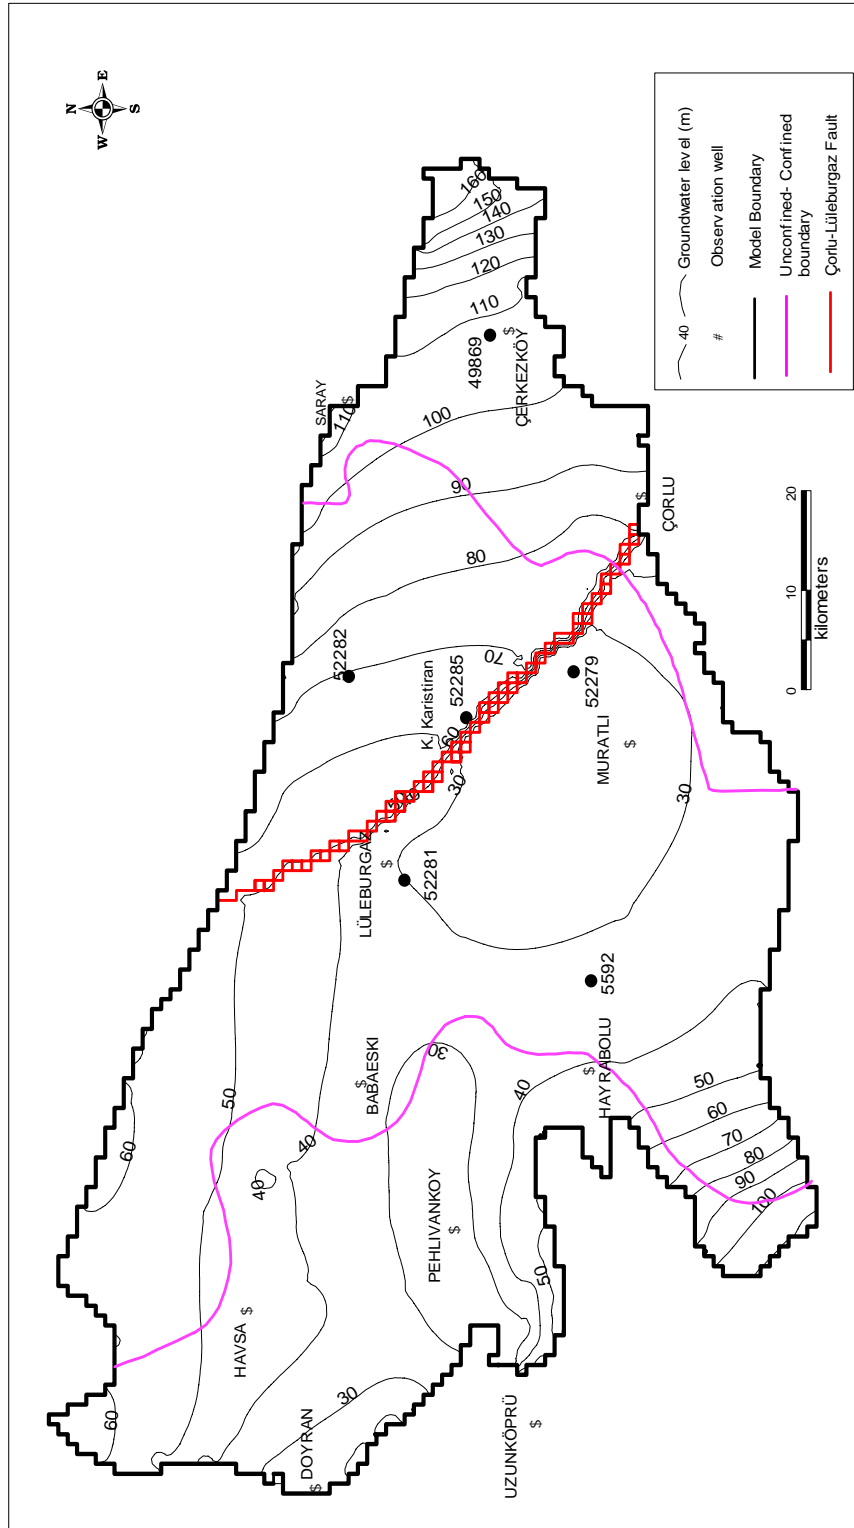 N
W
E
S
40 Groundwater level (m)
# Observation well
Model Boundary
Unconfined- Confined
boundary
Çorlu-Lüleburgaz Fault
0 10 20
kilometers
160
150
140
130
120
110
49869
$
ÇERKEZKÖY
SARAY
$
110
100
90
80
$
ÇORLU
52282
70
K. Karistiran
52285
60
52279
MURATLI
$
30
30
LÜLEBURGAZ
$
52281
5592
HAYRABOLU
$
BABAESKI
$
30
40
50
60
70
80
90
100
50
60
40
40
PEHLIVANKOY
$
50
HAVSA
$
60
30
DOYRAN
$
UZUNKÖPRÜ
$